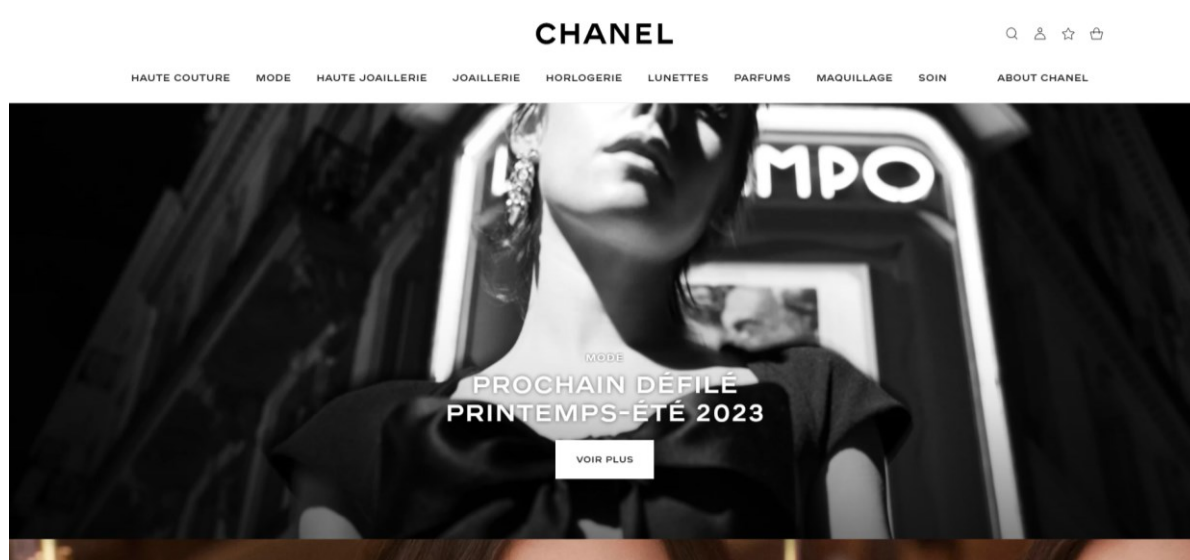 CHANEL
HAUTE COUTURE MODE HAUTE JOAILLERIE JOAILLERIE HORLOGERIE LUNETTES PARFUMS MAQUILLAGE SOIN ABOUT CHANEL
MODE
PROCHAIN DÉFILÉ
PRINTEMPS-ÉTÉ 2023
VOIR PLUS